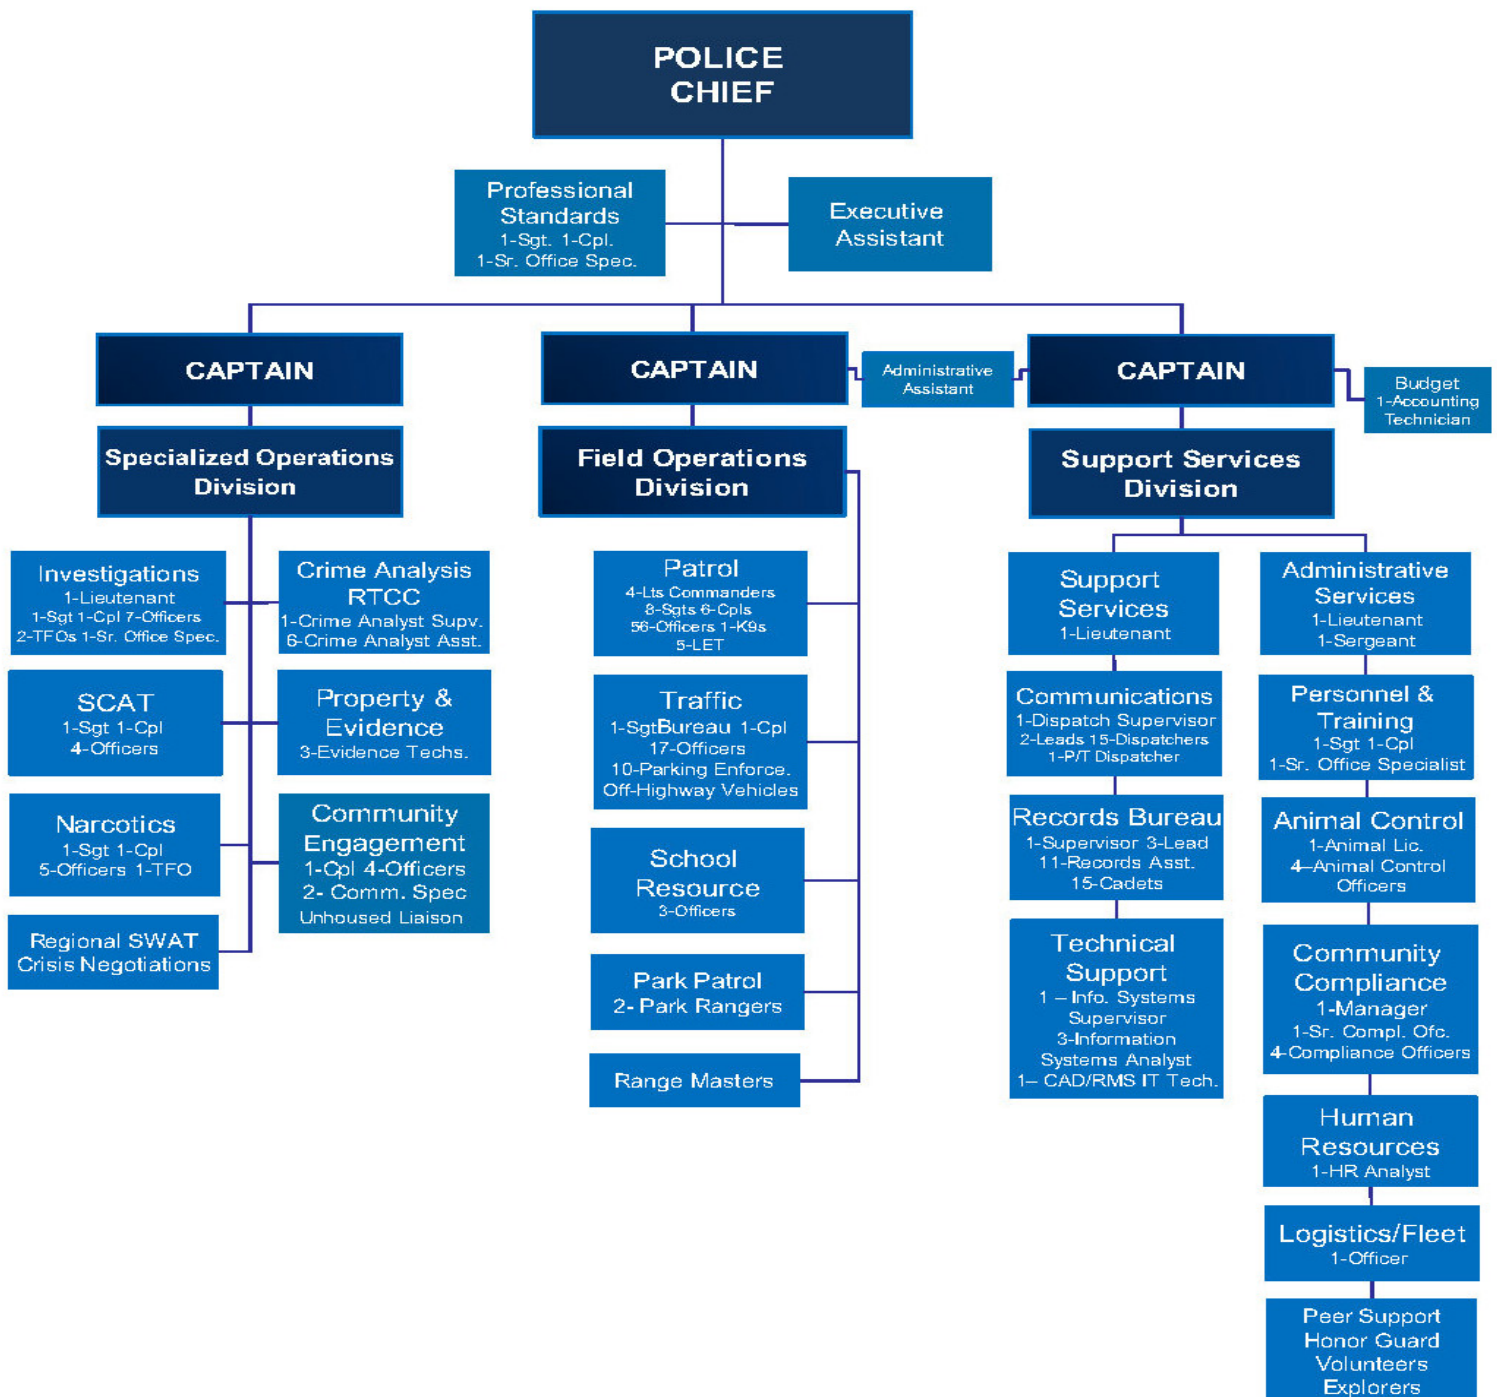 POLICE
CHIEF
Professional
Standards
1-Sgt. 1-Cpl.
1-Sr. Office Spec.
Executive
Assistant
CAPTAIN
CAPTAIN
Administrative
Assistant
CAPTAIN
Budget
1-Accounting
Technician
Specialized Operations
Division
Field Operations
Division
Support Services
Division
Investigations
1-Lieutenant
1-Sgt 1-Cpl 7-Officers
2-TFOs 1-Sr. Office Spec.
Crime Analysis
RTCC
1-Crime Analyst Supv.
6-Crime Analyst Asst.
SCAT
1-Sgt 1-Cpl
4-Officers
Property &
Evidence
3-Evidence Techs.
Narcotics
1-Sgt 1-Cpl
5-Officers 1-TFO
Community
Engagement
1-Cpl 4-Officers
2- Comm. Spec
Unhoused Liaison
Regional SWAT
Crisis Negotiations
Patrol
4-Lts Commanders
8-Sgts 6-Cpls
56-Officers 1-K9s
5-LET
Traffic
1-SgtBureau 1-Cpl
17-Officers
10-Parking Enforce.
Off-Highway Vehicles
School
Resource
3-Officers
Park Patrol
2- Park Rangers
Range Masters
Support
Services
1-Lieutenant
Communications
1-Dispatch Supervisor
2-Leads 15-Dispatchers
1-P/T Dispatcher
Records Bureau
1-Supervisor 3-Lead
11-Records Asst.
15-Cadets
Technical
Support
1 – Info. Systems
Supervisor
3-Information
Systems Analyst
1– CAD/RMS IT Tech.
Administrative
Services
1-Lieutenant
1-Sergeant
Personnel &
Training
1-Sgt 1-Cpl
1-Sr. Office Specialist
Animal Control
1-Animal Lic.
4–Animal Control
Officers
Community
Compliance
1-Manager
1-Sr. Compl. Ofc.
4-Compliance Officers
Human
Resources
1-HR Analyst
Logistics/Fleet
1-Officer
Peer Support
Honor Guard
Volunteers
Explorers